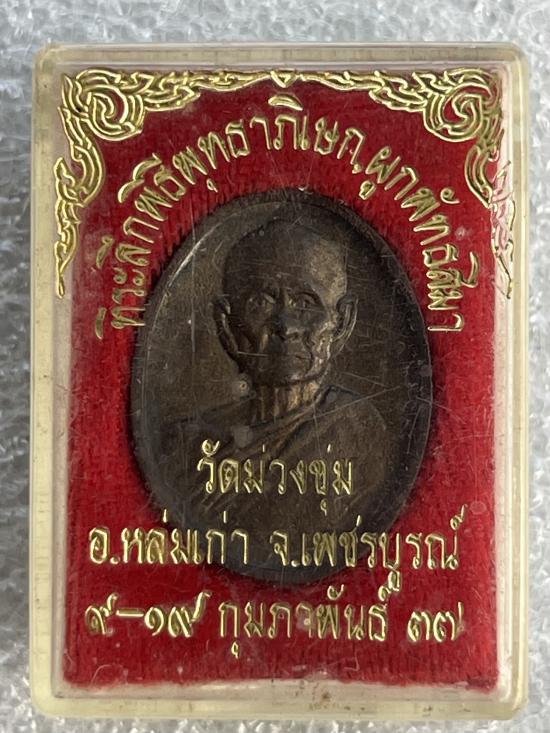 ที่ระลึกพิธีพุทธาภิเษก,ผูกพัทธสีมา
วัดม่วงชุม
อ.หล่มเก่า จ.เพชรบูรณ์
๙-๑๙ กุมภาพันธ์ ๓๗